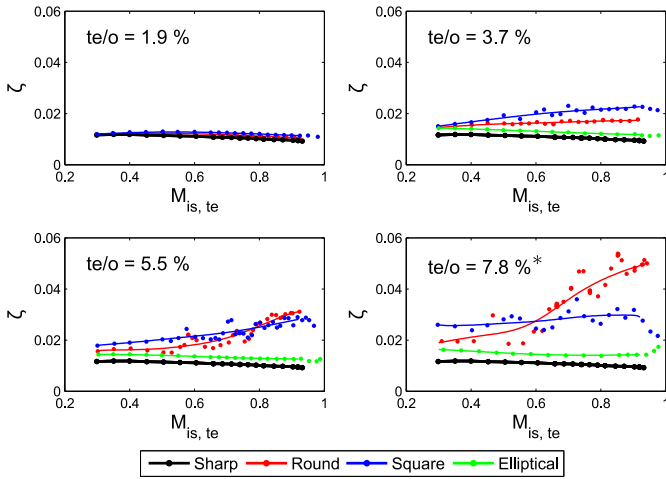 te/o = 1.9 %
te/o = 3.7 %
0.06
0.04
0.02
0
ζ
0.2
0.4
0.6
0.8
1
M is, te
0.06
0.04
0.02
0
ζ
0.2
0.4
0.6
0.8
1
M is, te
te/o = 5.5 %
te/o = 7.8 %*
0.06
0.04
0.02
0
ζ
0.2
0.4
0.6
0.8
1
M is, te
0.06
0.04
0.02
0
ζ
0.2
0.4
0.6
0.8
1
M is, te
Sharp Round Square Elliptical